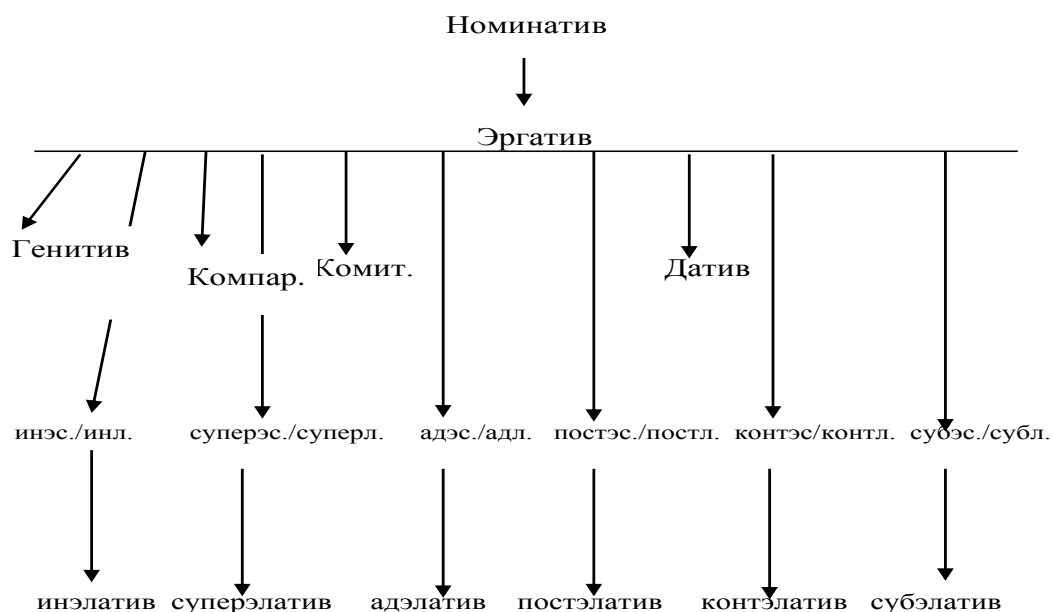 Номинатив
Эргатив
Генитив
Компар.
Комит.
Датив
инэс./инл. суперэс./суперл. адэс./адл. постэс./постл. контэс/контл. субэс./субл.
инэлатив суперэлатив адэлатив постэлатив контэлатив субэлатив